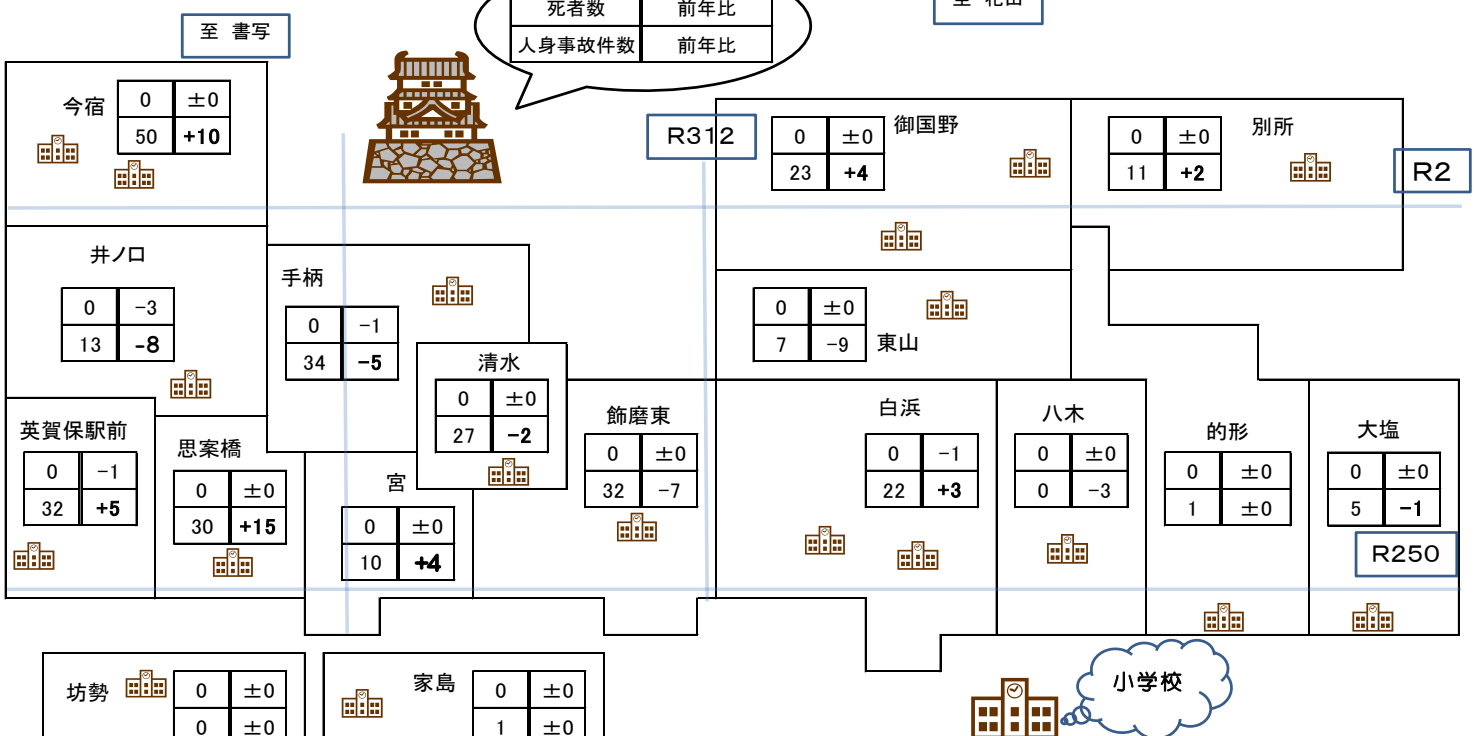 死者数 前年比
人身事故件数 前年比
至 書写
今宿
0 ±0
50 +10
R312
0 ±0
23 +4
御国野
0 ±0
11 +2
別所
R2
井ノ口
0 -3
13 -8
手柄
0 -1
34 -5
0 ±0
7 -9
東山
清水
0 ±0
27 -2
英賀保駅前
0 -1
32 +5
思案橋
0 ±0
30 +15
宮
0 ±0
10 +4
飾磨東
0 ±0
32 -7
白浜
0 -1
22 +3
八木
0 ±0
0 -3
的形
0 ±0
1 ±0
大塩
0 ±0
5 -1
R250
坊勢
0 ±0
0 ±0
家島
0 ±0
1 ±0
小学校